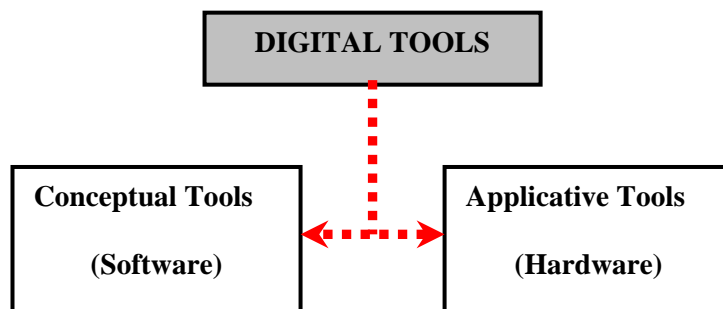 DIGITAL TOOLS
Conceptual Tools
(Software)
Applicative Tools
(Hardware)